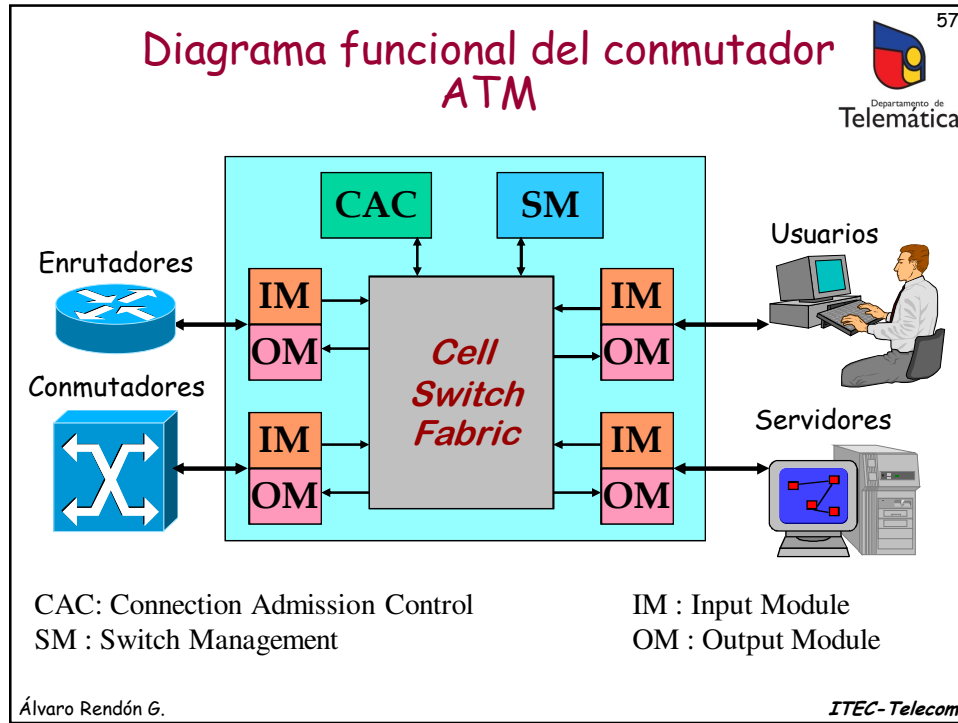 57
Diagrama funcional del conmutador
ATM
Departamento de
Telemática
CAC
SM
Enrutadores
Usuarios
IM
OM
IM
OM
Cell
Switch
Fabric
Conmutadores
Servidores
IM
OM
IM
OM
CAC: Connection Admission Control
SM : Switch Management
IM : Input Module
OM : Output Module
Álvaro Rendón G.
ITEC-Telecom